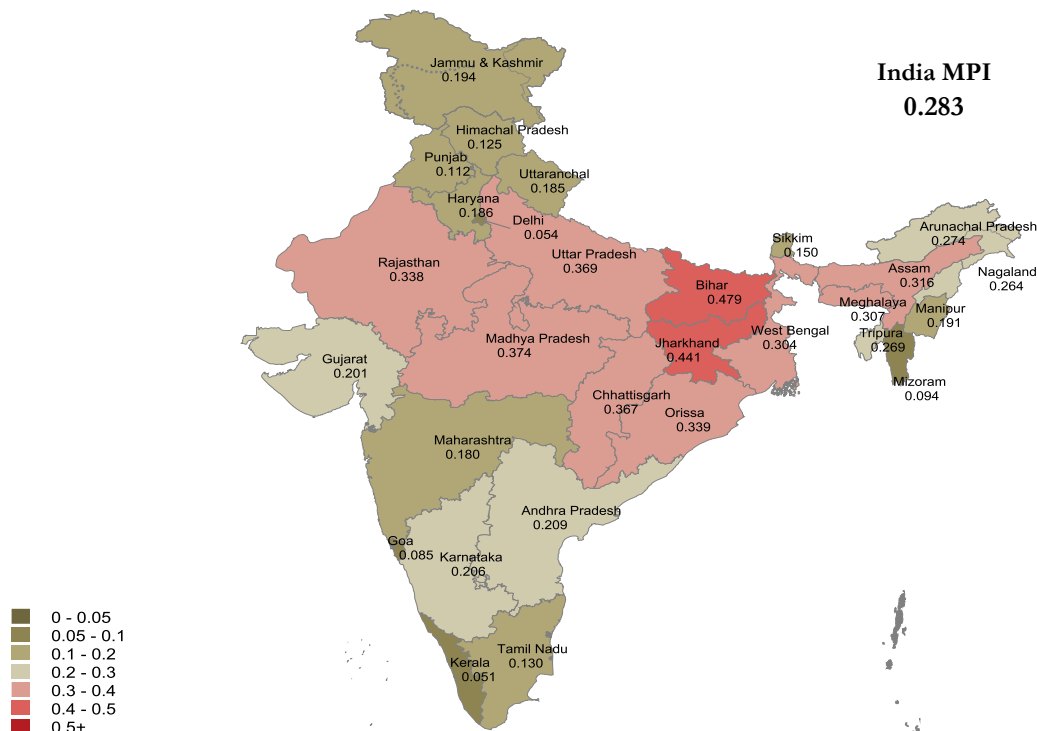 India MPI
0.283
Jammu & Kashmir
0.194
Himachal Pradesh
0.125
Punjab
0.112
Uttaranchal
0.185
Haryana
0.186
Delhi
0.054
Uttar Pradesh
0.369
Rajasthan
0.338
Bihar
0.479
Sikkim
0.150
Arunachal Pradesh
0.274
Assam
0.316
Nagaland
0.264
Meghalaya
0.307
Manipur
0.191
Tripura
0.269
Mizoram
0.094
West Bengal
0.304
Jharkhand
0.441
Madhya Pradesh
0.374
Gujarat
0.201
Chhattisgarh
0.367
Orissa
0.339
Maharashtra
0.180
Andhra Pradesh
0.209
Goa
0.085
Karnataka
0.206
Tamil Nadu
0.130
Kerala
0.051
0 - 0.05
0.05 - 0.1
0.1 - 0.2
0.2 - 0.3
0.3 - 0.4
0.4 - 0.5
0.5+